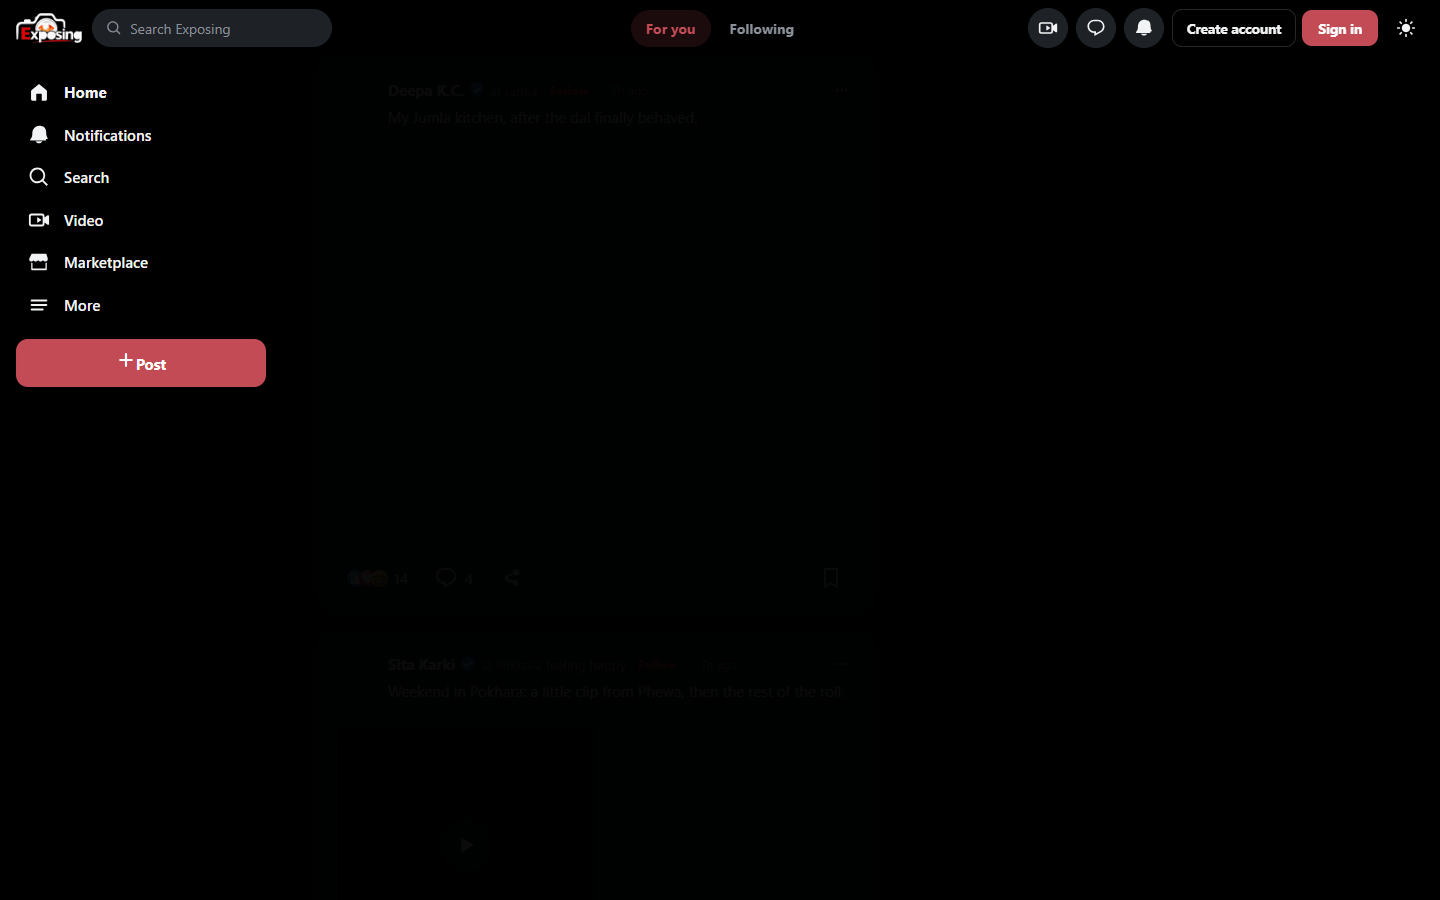 Exposing
Search Exposing
For you
Following
Create account
Sign in
Home
Notifications
Search
Video
Marketplace
More
Post
Deepa K.C.
My Jumla kitchen, after the dal finally behaved.
14
4
Sita Karki
Weekend in Pokhara: a little clip from Phewa, then the rest of the roll.